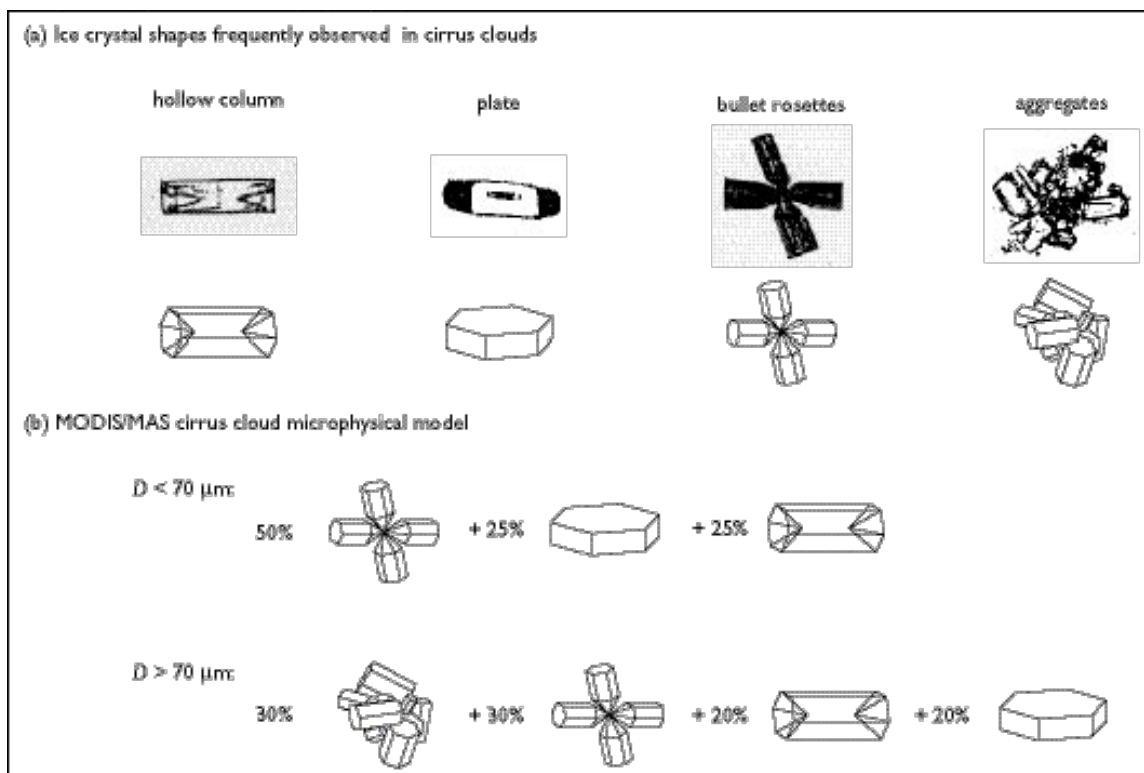 (a) Ice crystal shapes frequently observed in cirrus clouds
hollow column plate bullet rosettes aggregates
(b) MODIS/MAS cirrus cloud microphysical model
D < 70 μm:
50% + 25% + 25%
D > 70 μm:
30% + 30% + 20% + 20%